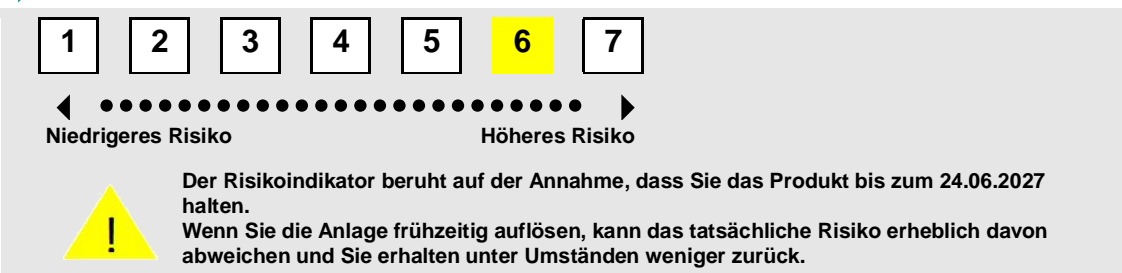 1 2 3 4 5 6 7
Niedrigeres Risiko Höheres Risiko
Der Risikoindikator beruht auf der Annahme, dass Sie das Produkt bis zum 24.06.2027
halten.
Wenn Sie die Anlage frühzeitig auflösen, kann das tatsächliche Risiko erheblich davon
abweichen und Sie erhalten unter Umständen weniger zurück.
!